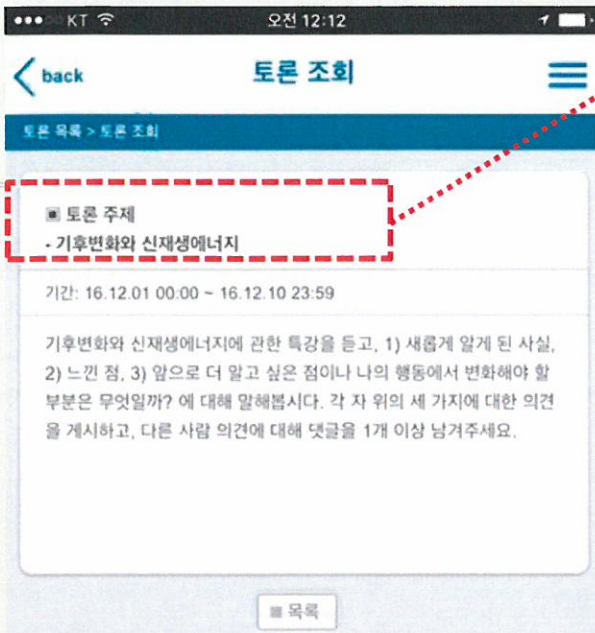 KT 오전 12:12
back 토론 조회
토론 목록 > 토론 조회
토론 주제
- 기후변화와 신재생에너지
기간: 16.12.01 00:00 ~ 16.12.10 23:59
기후변화와 신재생에너지에 관한 특강을 듣고, 1) 새롭게 알게 된 사실,
2) 느낀 점, 3) 앞으로 더 알고 싶은 점이나 나의 행동에서 변화해야 할
부분은 무엇일까? 에 대해 말해봅시다. 각 자 위의 세 가지에 대한 의견
을 게시하고, 다른 사람 의견에 대해 댓글을 1개 이상 남겨주세요.
목록